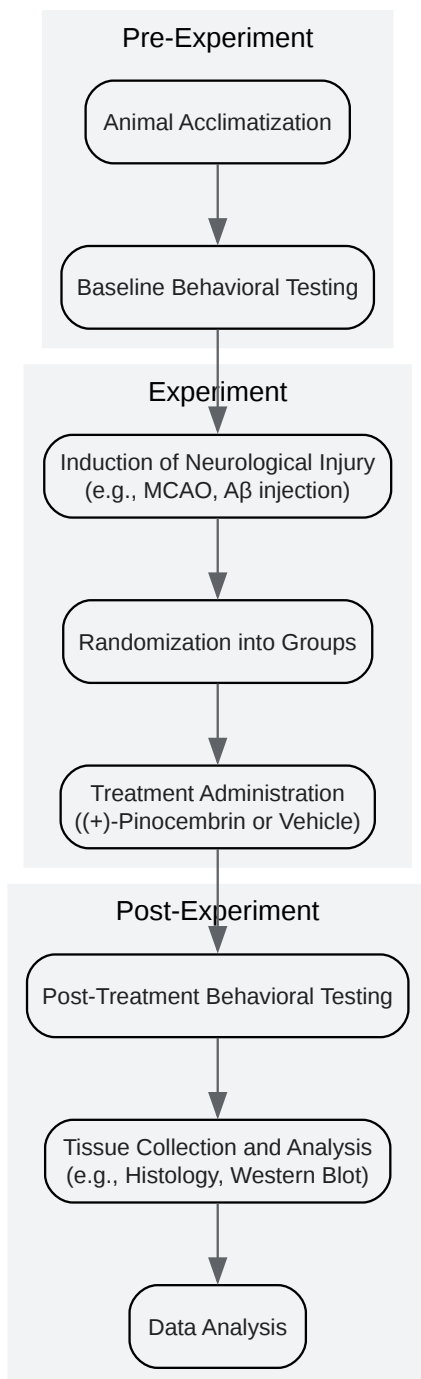 Pre-Experiment
Animal Acclimatization
Baseline Behavioral Testing
Experiment
Induction of Neurological Injury
(e.g., MCAO, Aβ injection)
Randomization into Groups
Treatment Administration
((+)-Pinocembrin or Vehicle)
Post-Experiment
Post-Treatment Behavioral Testing
Tissue Collection and Analysis
(e.g., Histology, Western Blot)
Data Analysis